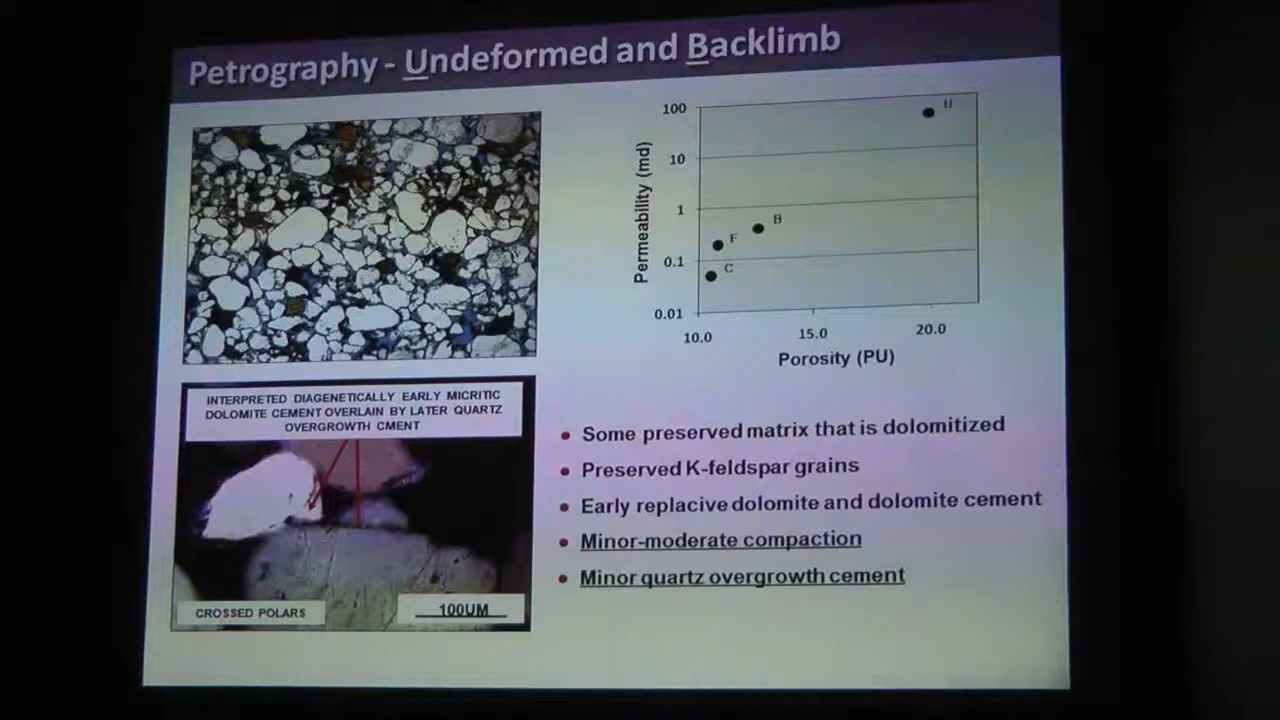 Petrography - Undeformed and Backlimb
100
10
1
0.1
0.01
Permeability (md)
U
B
F
C
10.0
15.0
20.0
Porosity (PU)
INTERPRETED DIAGENETICALLY EARLY MICRITIC
DOLOMITE CEMENT OVERLAIN BY LATER QUARTZ
OVERGROWTH CMENT
CROSSED POLARS
100UM
• Some preserved matrix that is dolomitized
• Preserved K-feldspar grains
• Early replacive dolomite and dolomite cement
• Minor-moderate compaction
• Minor quartz overgrowth cement